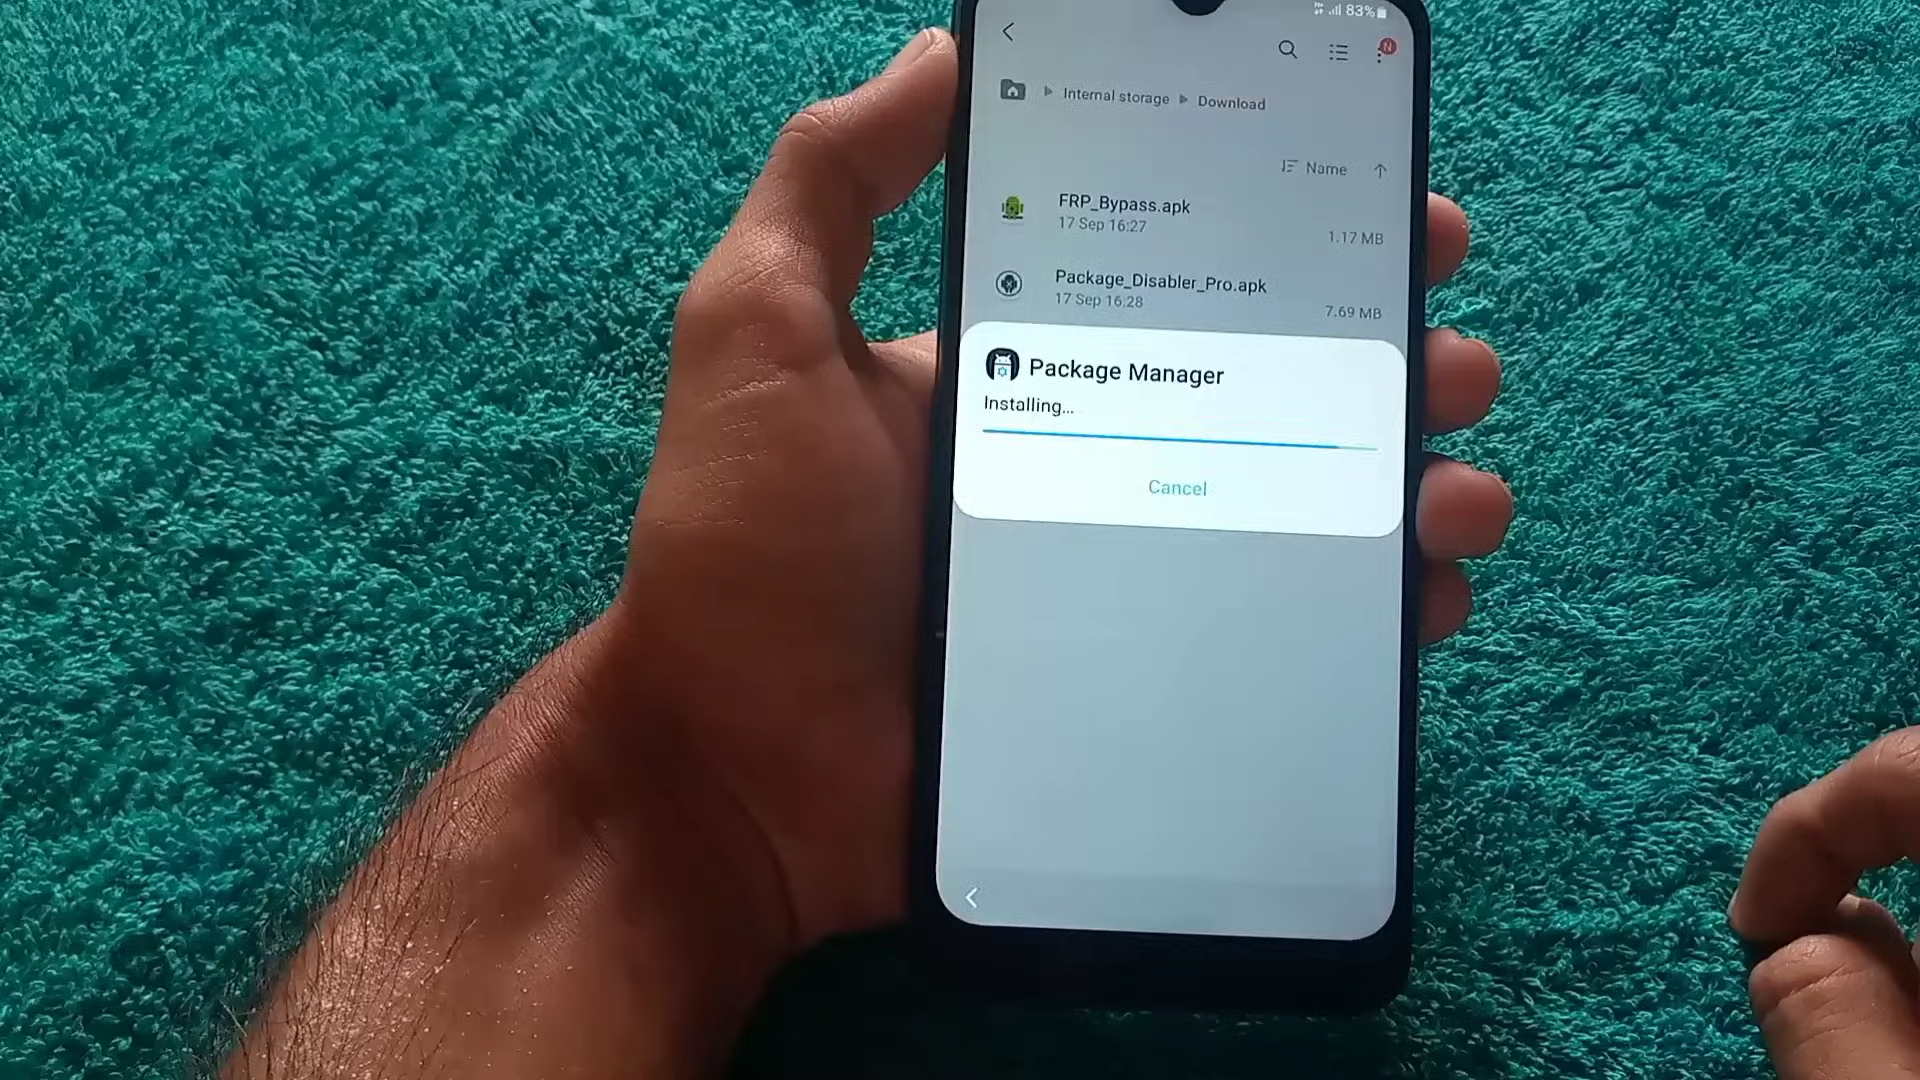 83%
N
Internal storage Download
Name
FRP_Bypass.apk
17 Sep 16:27
1.17 MB
Package_Disabler_Pro.apk
17 Sep 16:28
7.69 MB
Package Manager
Installing...
Cancel